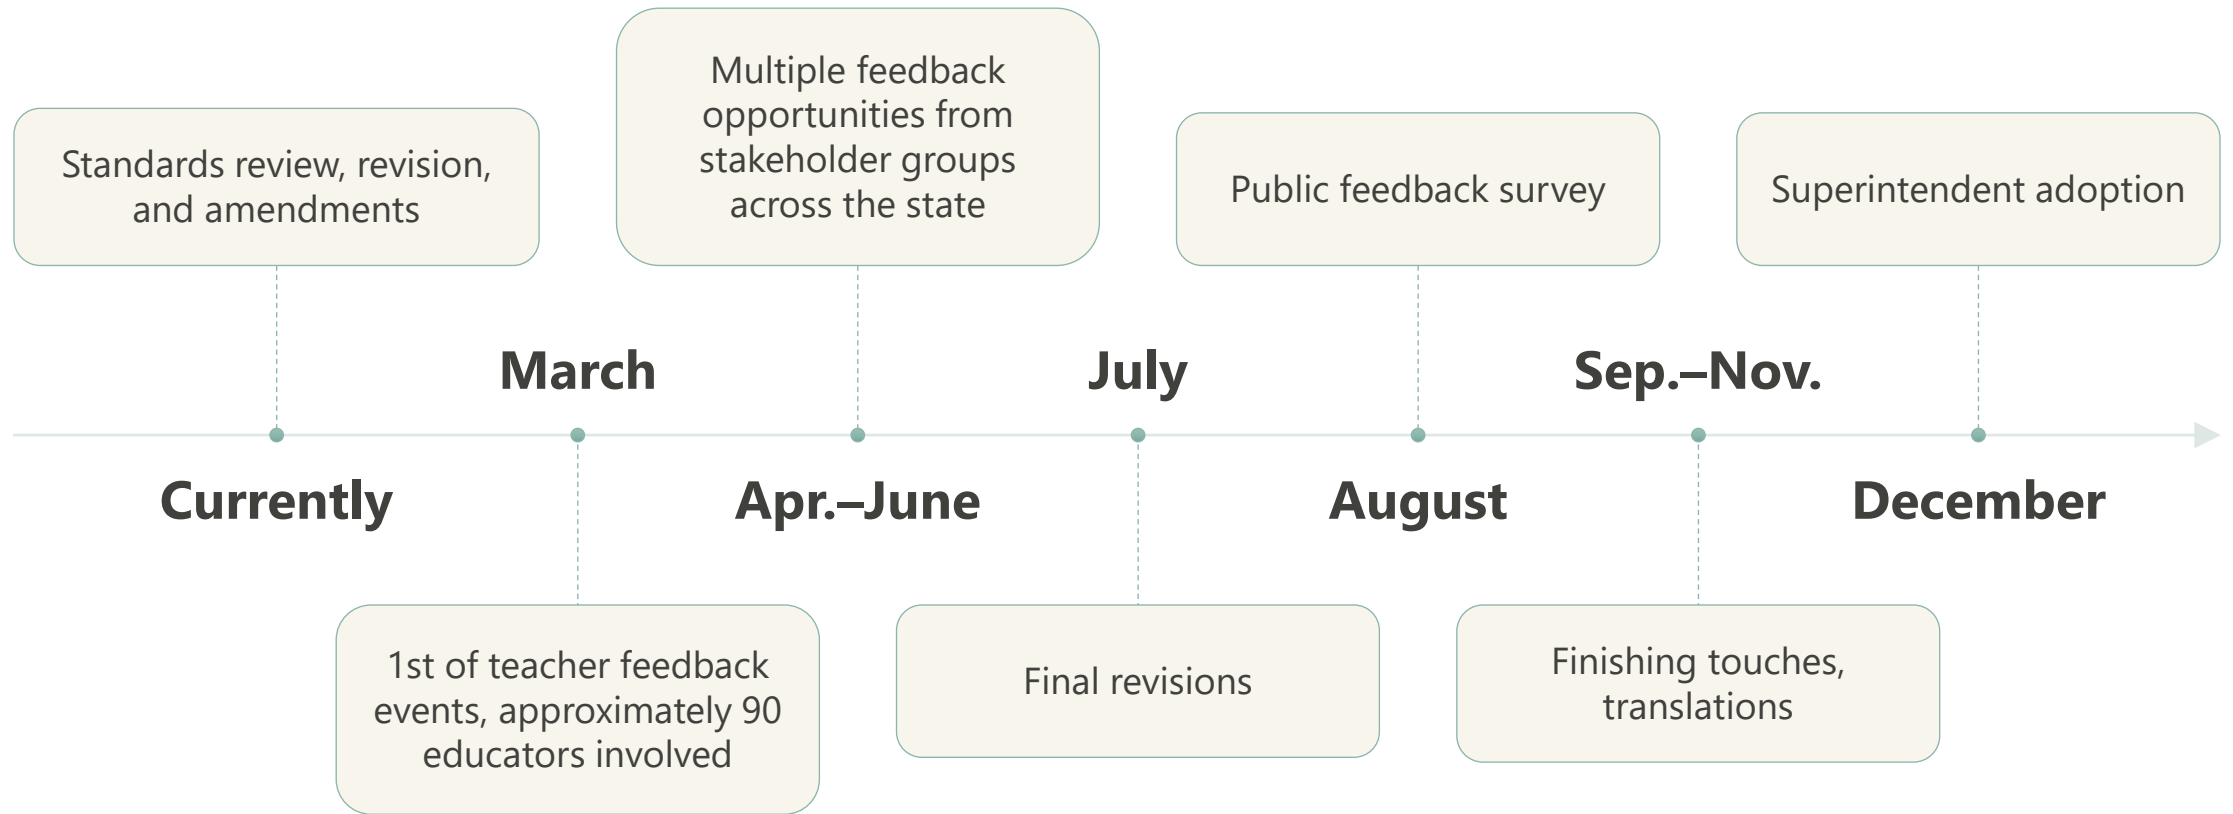 Standards review, revision,
and amendments
Currently
March
1st of teacher feedback
events, approximately 90
educators involved
Multiple feedback
opportunities from
stakeholder groups
across the state
Apr.–June
July
Final revisions
Public feedback survey
August
Sep.–Nov.
Finishing touches,
translations
Superintendent adoption
December